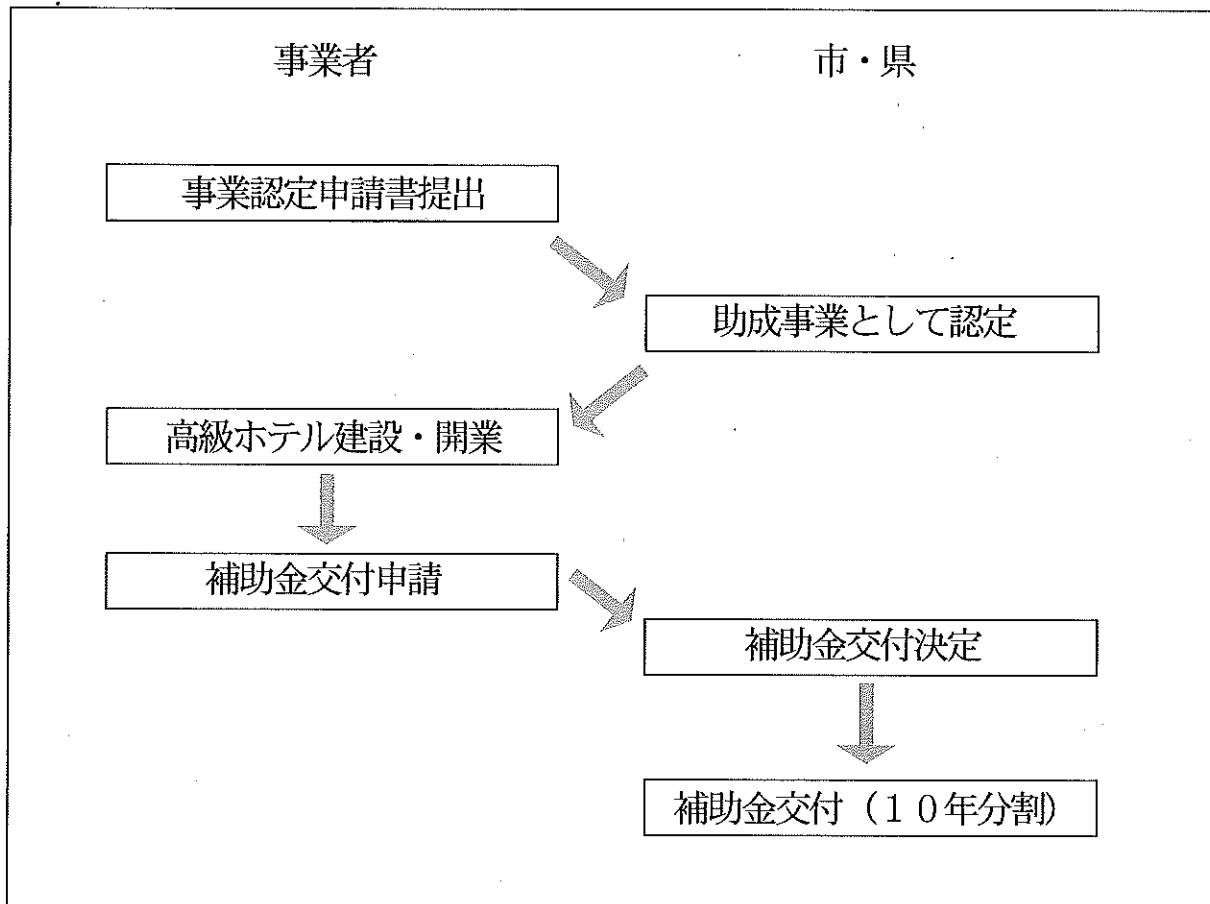 事業者
市・県
事業認定申請書提出
助成事業として認定
高級ホテル建設・開業
補助金交付申請
補助金交付決定
補助金交付（１０年分割）